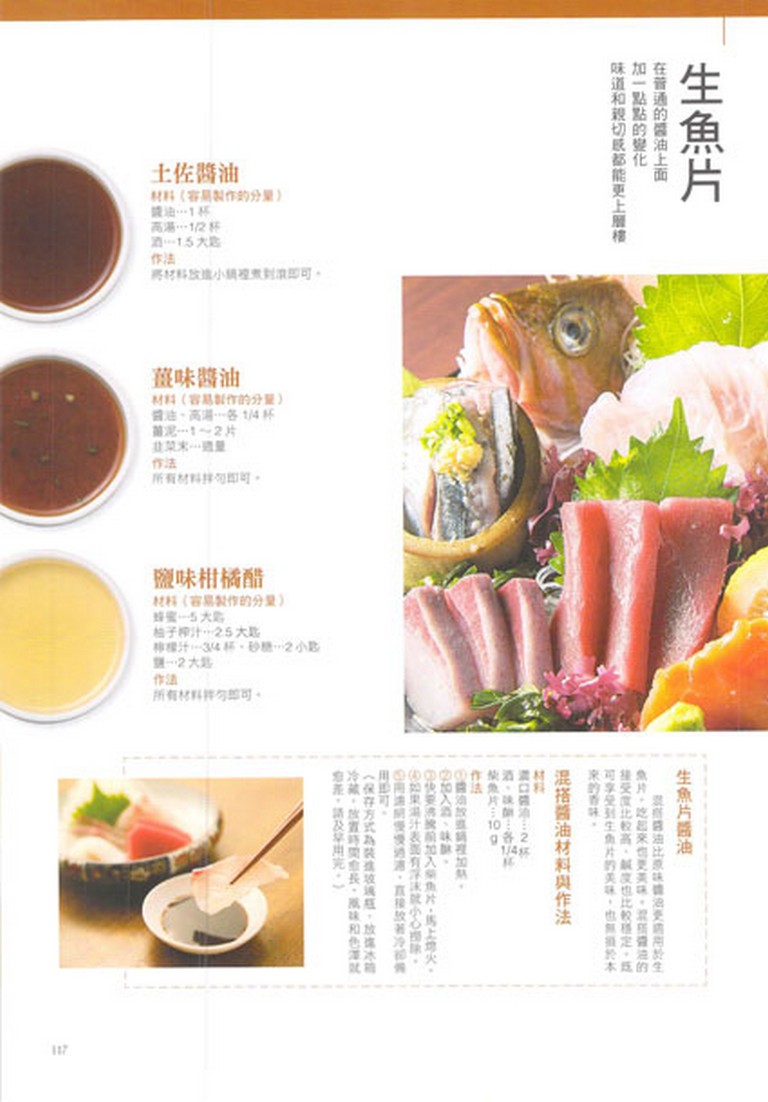 生魚片
在普通的醬油上面
加一點點的變化
味道和親切感都能更上層樓
土佐醬油
材料（容易製作的分量）
醬油…1 杯
高湯…1/2 杯
酒…1.5 大匙
作法
將材料放進小鍋裡煮到滾即可。
薑味醬油
材料（容易製作的分量）
醬油、高湯…各 1/4 杯
薑泥…1～2 片
韭菜末…適量
作法
所有材料拌勻即可。
鹽味柑橘醋
材料（容易製作的分量）
蜂蜜…5 大匙
柚子榨汁…2.5 大匙
檸檬汁…3/4 杯、砂糖…2 小匙
鹽…2 大匙
作法
所有材料拌勻即可。
生魚片醬油
混搭醬油比原味醬油更適用於生
魚片，吃起來也更美味。混搭醬油的
接受度比較高，鹹度也比較穩定，既
可享受到生魚片的美味，也無損於本
來的香味。
混搭醬油材料與作法
材料
濃口醬油…2 杯
酒、味醂…各1/4杯
柴魚片…10 g
作法
①醬油放進鍋裡加熱。
②加入酒、味醂。
③快要沸騰前加入柴魚片，馬上熄火。
④如果湯汁表面有浮沫就小心撈除。
⑤用濾網慢慢過濾，直接放著冷卻備
用即可。
（保存方式為裝進玻璃瓶，放進冰箱
冷藏，放置時間愈長，風味和色澤就
愈差，請及早用完。）
117